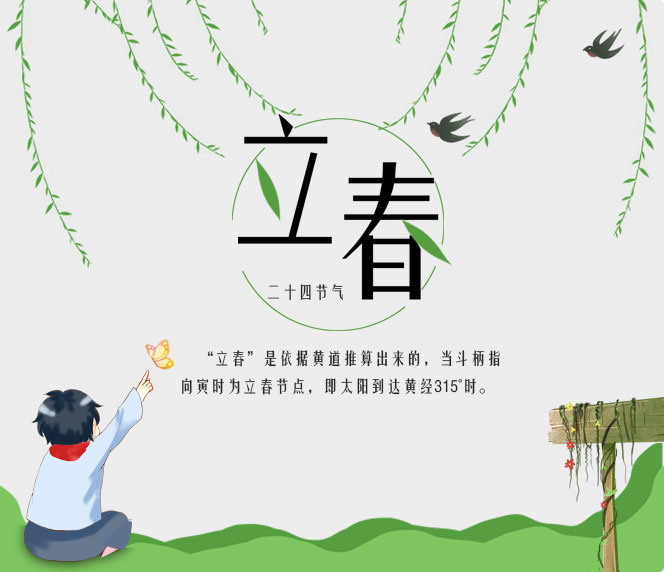 立春
二十四节气
“立春”是依据黄道推算出来的，当斗柄指
向寅时为立春节点，即太阳到达黄经315°时。